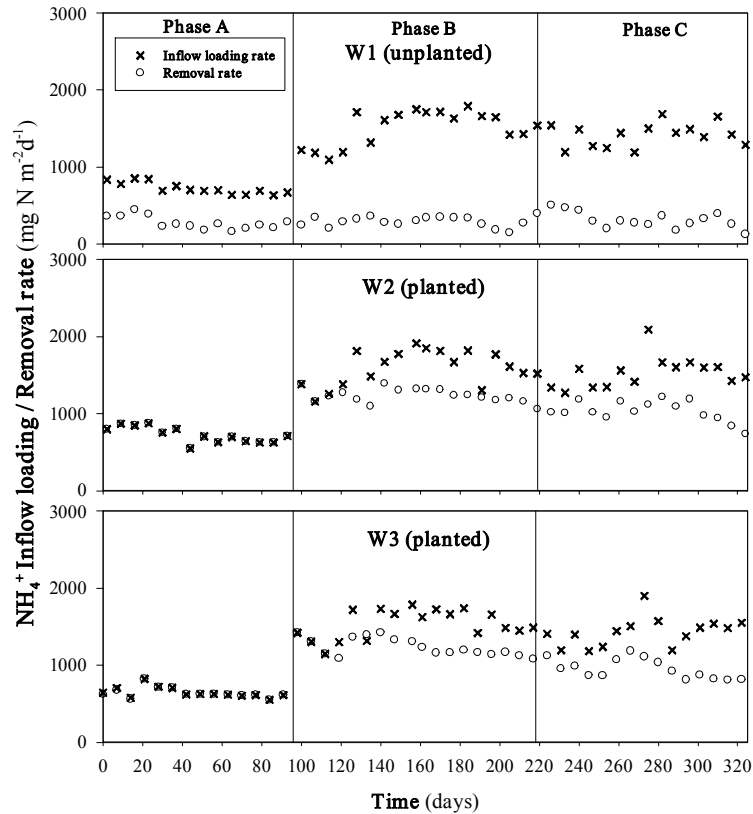 3000
Phase A
Phase B
Phase C
Inflow loading rate
Removal rate
W1 (unplanted)
2000
1000
0
3000
W2 (planted)
2000
1000
0
3000
W3 (planted)
2000
1000
0
0 20 40 60 80 100 120 140 160 180 200 220 240 260 280 300 320
Time (days)
NH₄⁺ Inflow loading / Removal rate (mg N m⁻²d⁻¹)